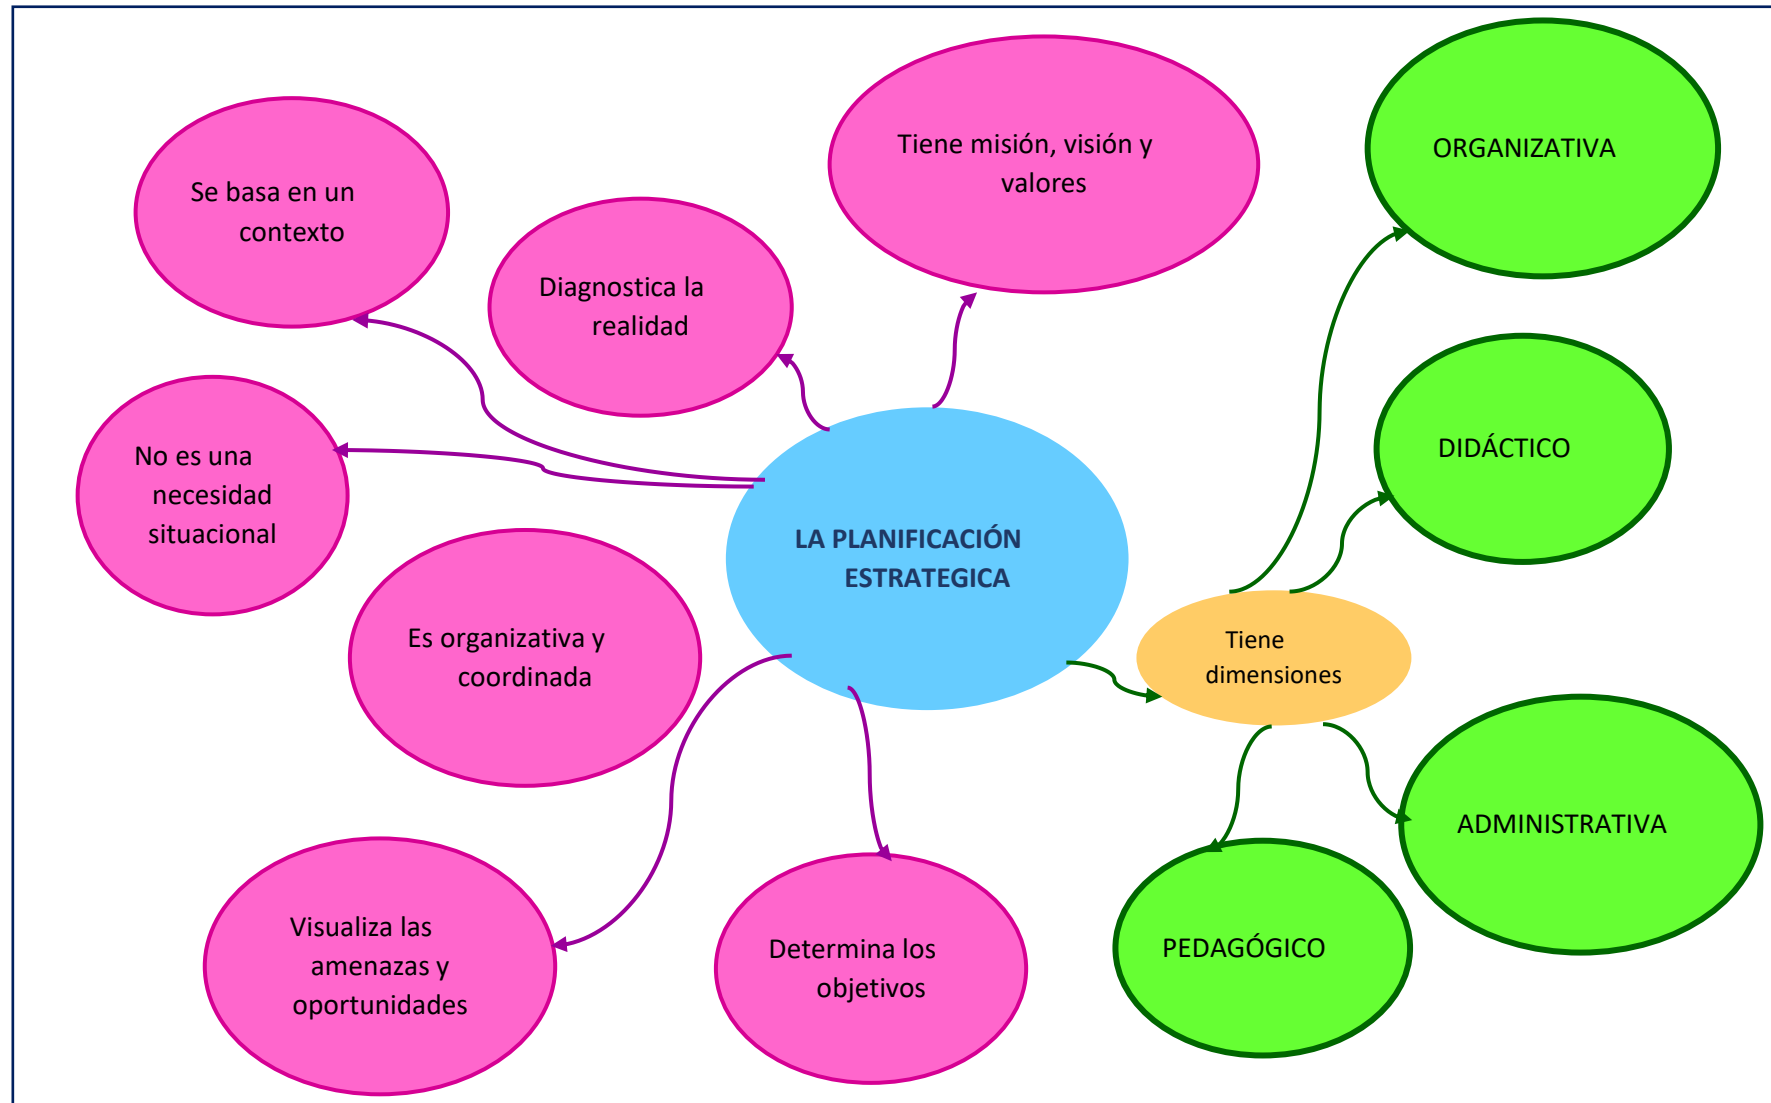 Tiene misión, visión y
valores
ORGANIZATIVA
Se basa en un
contexto
Diagnostica la
realidad
DIDÁCTICO
No es una
necesidad
situacional
LA PLANIFICACIÓN
ESTRATEGICA
Es organizativa y
coordinada
Tiene
dimensiones
ADMINISTRATIVA
Visualiza las
amenazas y
oportunidades
Determina los
objetivos
PEDAGÓGICO